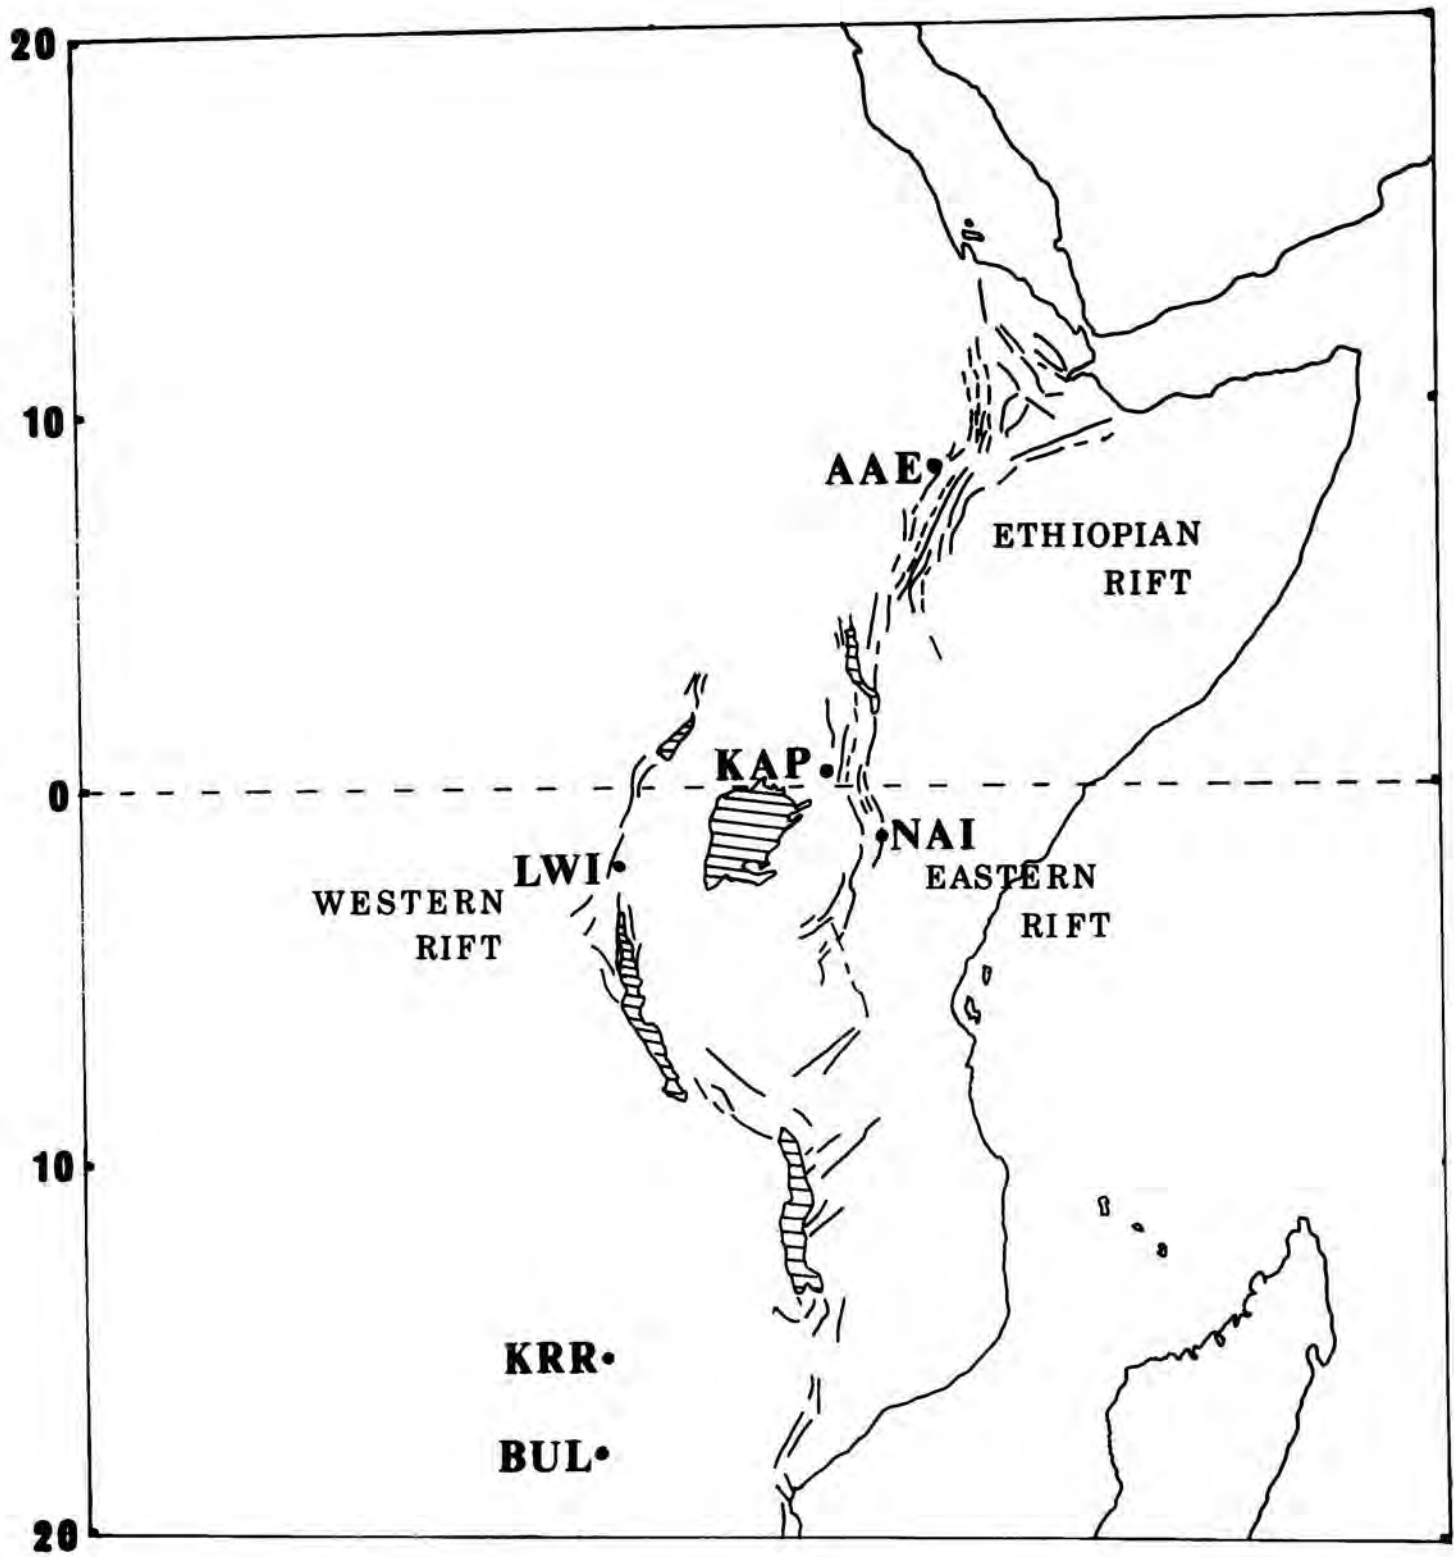 20
10
AAE
ETHIOPIAN
RIFT
KAP
0
NAI
LWI
EASTERN
WESTERN
RIFT
RIFT
10
KRR
BUL
20